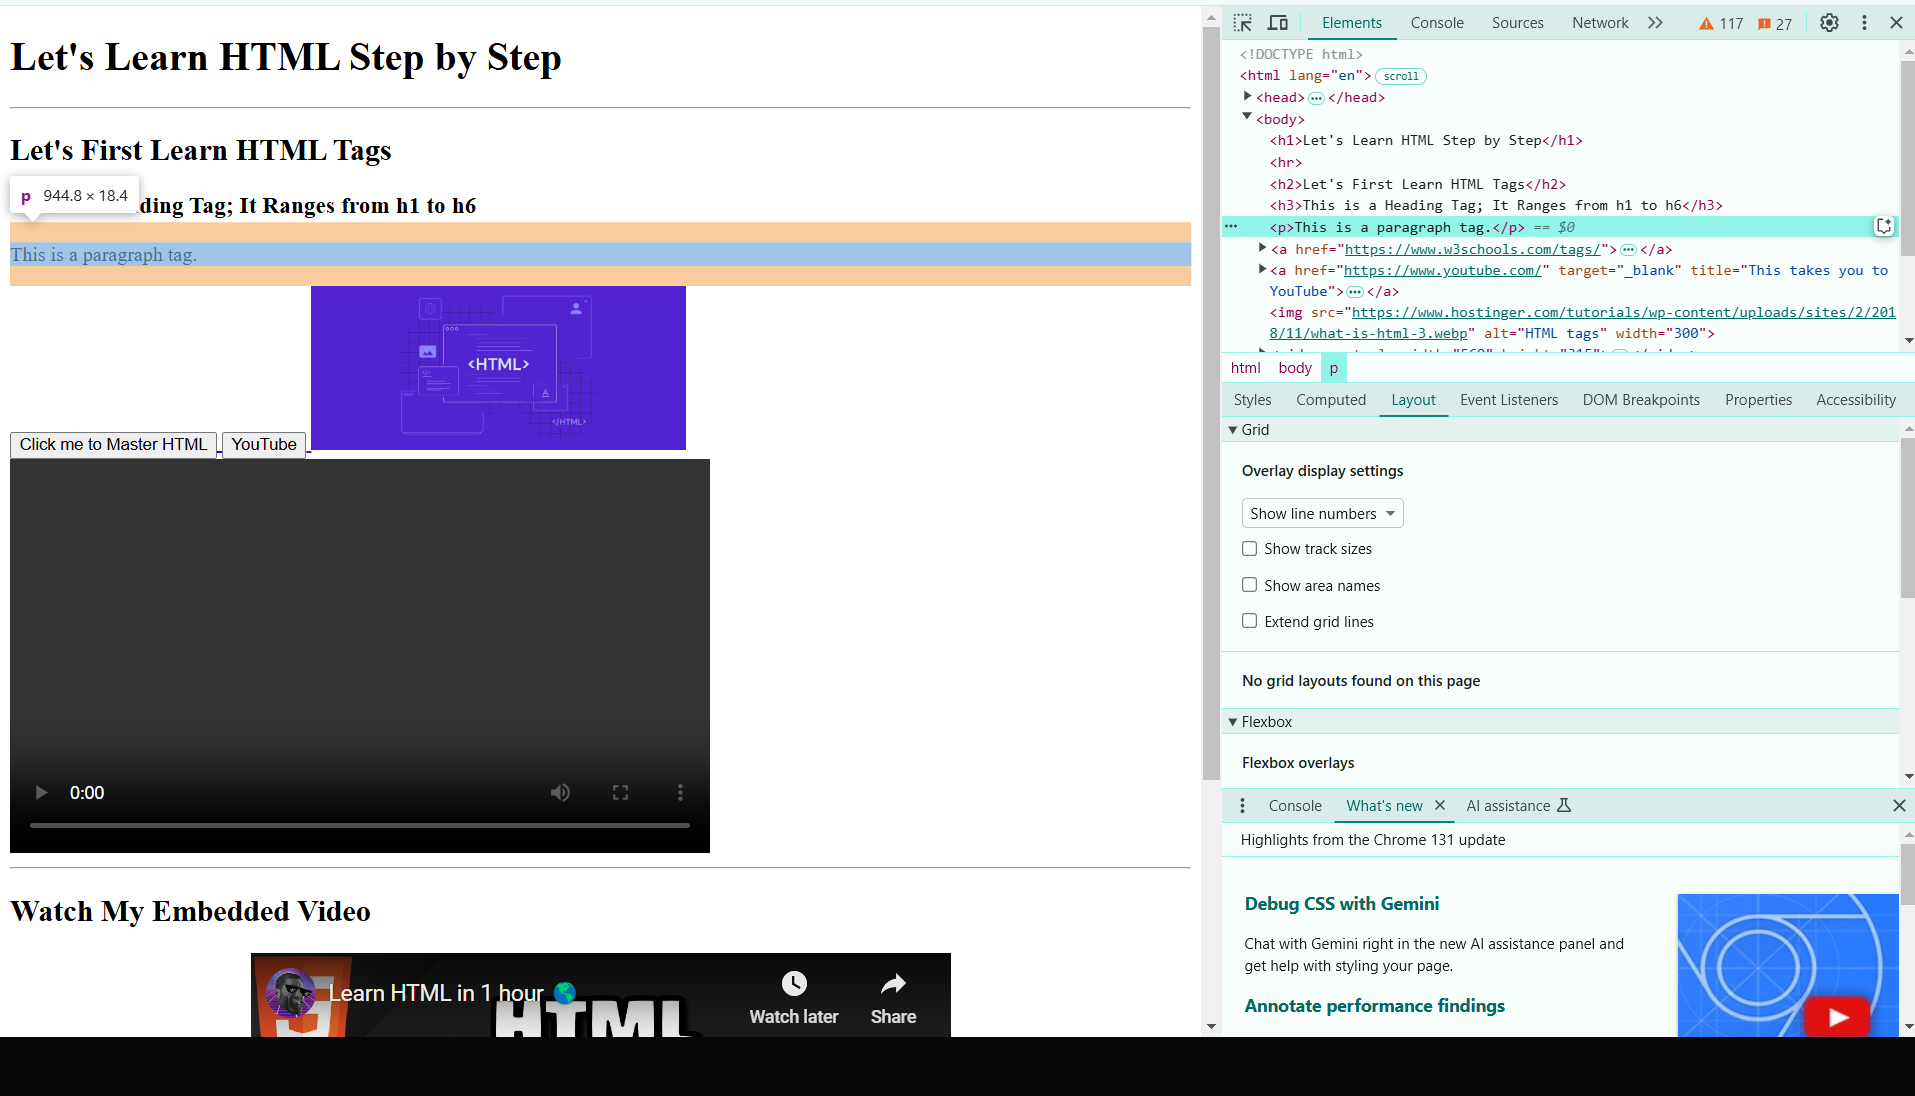 Let's Learn HTML Step by Step
Let's First Learn HTML Tags
p 944.8 × 18.4
ding Tag; It Ranges from h1 to h6
This is a paragraph tag.
<HTML>
A
</HTML>
Click me to Master HTML YouTube
0:00
Watch My Embedded Video
Learn HTML in 1 hour 🌎
Watch later
Share
HTML
Elements Console Sources Network 117 27
<!DOCTYPE html>
<html lang="en"> scroll
<head> ··· </head>
<body>
<h1>Let's Learn HTML Step by Step</h1>
<hr>
<h2>Let's First Learn HTML Tags</h2>
<h3>This is a Heading Tag; It Ranges from h1 to h6</h3>
<p>This is a paragraph tag.</p> == $0
<a href="https://www.w3schools.com/tags/"> ··· </a>
<a href="https://www.youtube.com/" target="_blank" title="This takes you to
YouTube"> ··· </a>
<img src="https://www.hostinger.com/tutorials/wp-content/uploads/sites/2/201
8/11/what-is-html-3.webp" alt="HTML tags" width="300">
html body p
Styles Computed Layout Event Listeners DOM Breakpoints Properties Accessibility
Grid
Overlay display settings
Show line numbers
Show track sizes
Show area names
Extend grid lines
No grid layouts found on this page
Flexbox
Flexbox overlays
Console What's new AI assistance
Highlights from the Chrome 131 update
Debug CSS with Gemini
Chat with Gemini right in the new AI assistance panel and
get help with styling your page.
Annotate performance findings